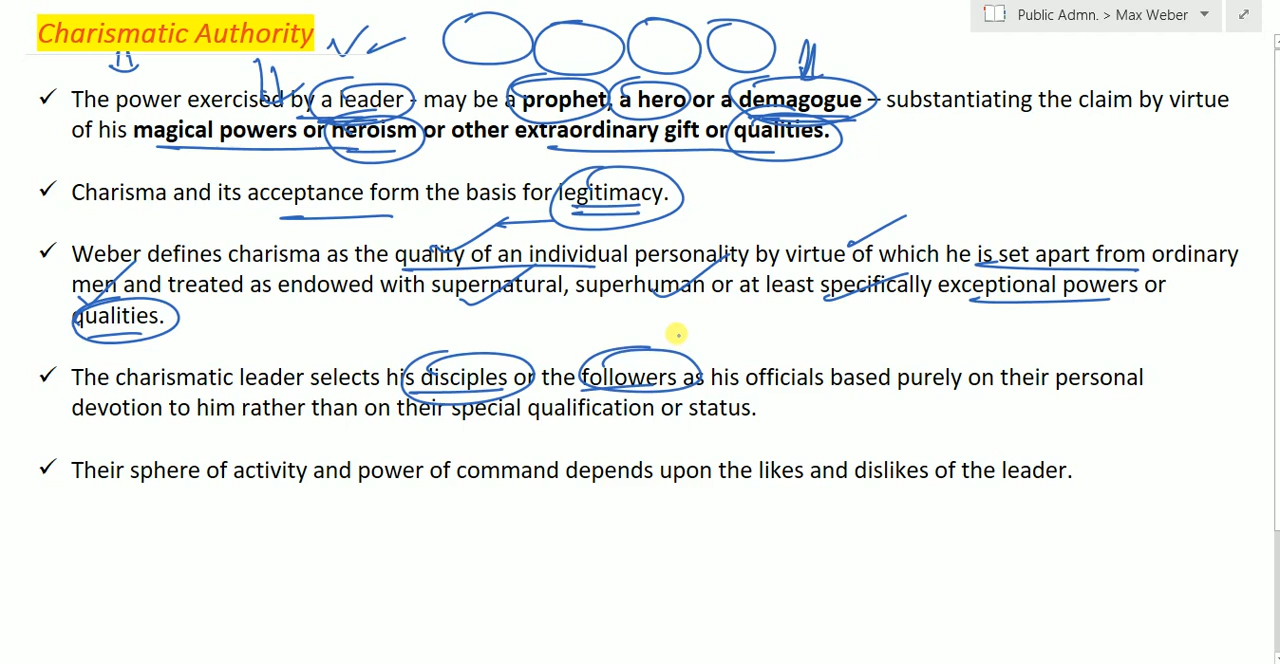 Public Admn. > Max Weber
Charismatic Authority
✓ The power exercised by a leader - may be a prophet, a hero or a demagogue – substantiating the claim by virtue
of his magical powers or heroism or other extraordinary gift or qualities.
✓ Charisma and its acceptance form the basis for legitimacy.
✓ Weber defines charisma as the quality of an individual personality by virtue of which he is set apart from ordinary
men and treated as endowed with supernatural, superhuman or at least specifically exceptional powers or
qualities.
✓ The charismatic leader selects his disciples or the followers as his officials based purely on their personal
devotion to him rather than on their special qualification or status.
✓ Their sphere of activity and power of command depends upon the likes and dislikes of the leader.